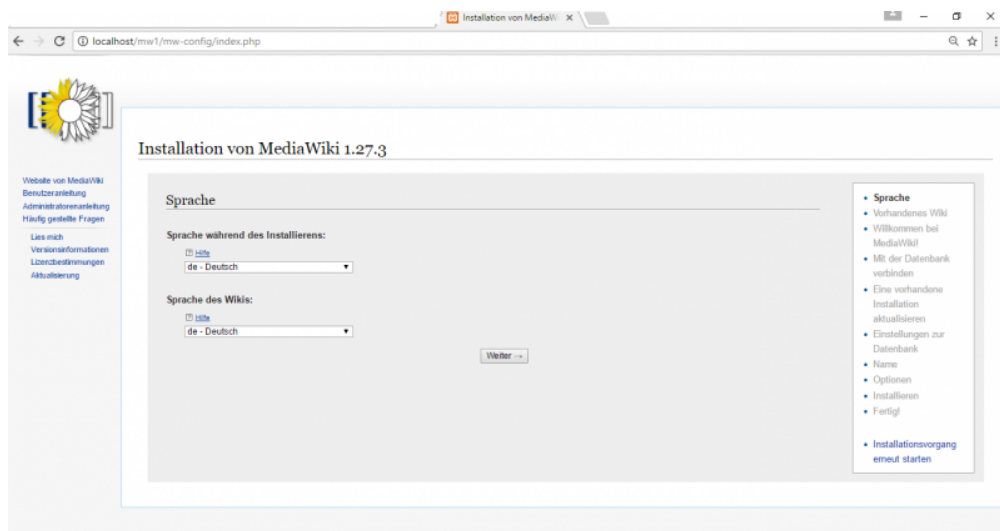 Installation von MediaWi
localhost/mw1/mw-config/index.php
Installation von MediaWiki 1.27.3
Website von MediaWiki
Benutzeranleitung
Administratorenanleitung
Häufig gestellte Fragen
Lies mich
Versionsinformationen
Lizenzbestimmungen
Aktualisierung
Sprache
Sprache während des Installierens:
Hilfe
de - Deutsch
Sprache des Wikis:
Hilfe
de - Deutsch
Weiter →
Sprache
Vorhandenes Wiki
Willkommen bei
MediaWiki!
Mit der Datenbank
verbinden
Eine vorhandene
Installation
aktualisieren
Einstellungen zur
Datenbank
Name
Optionen
Installieren
Fertig!
Installationsvorgang
erneut starten